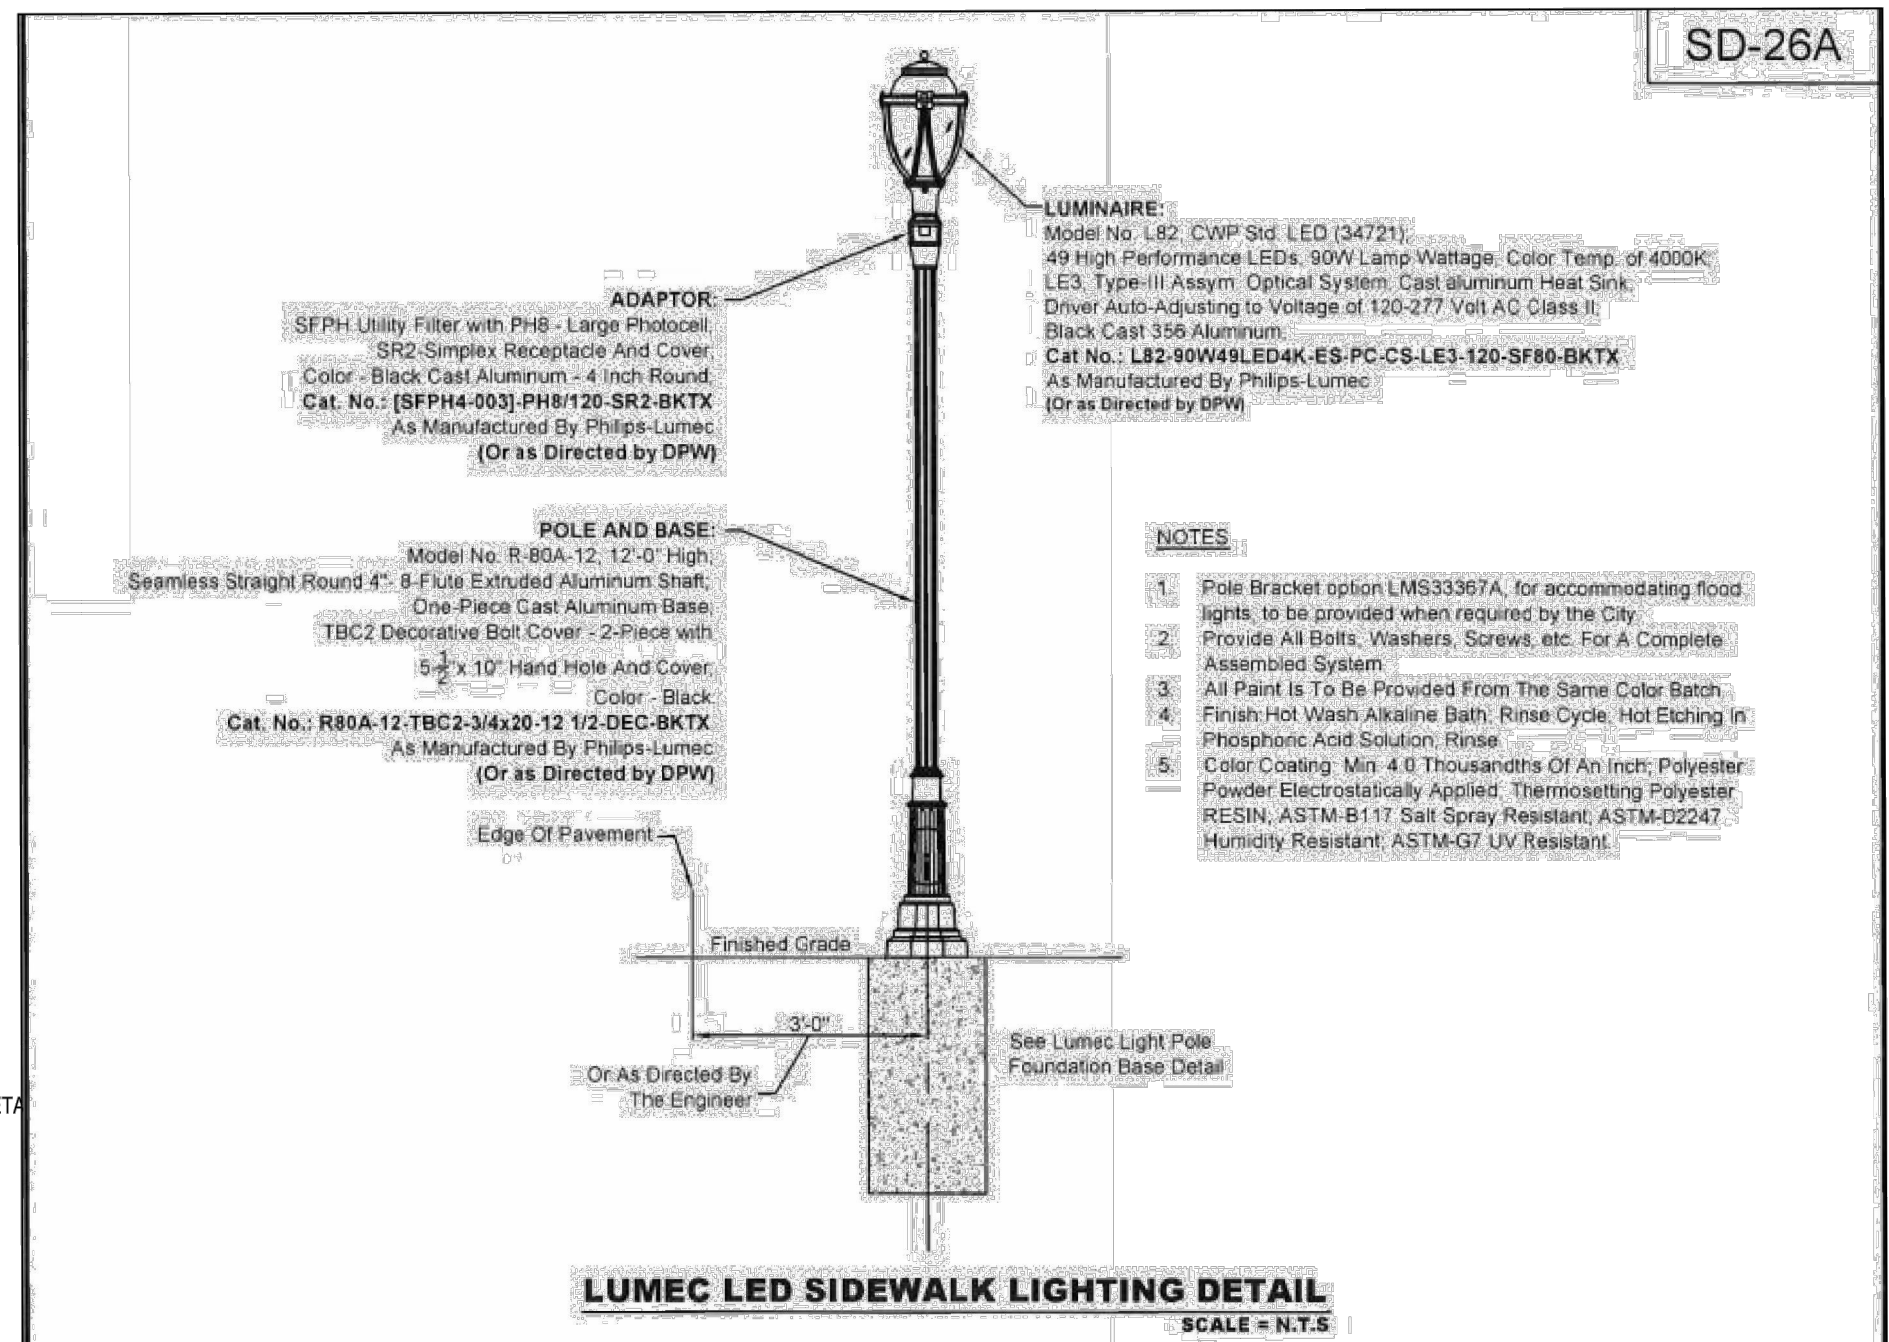 SD-26A
LUMINAIRE:
Model No. L82, CWP Std. LED (34721),
49 High Performance LEDs, 90W Lamp Wattage, Color Temp. of 4000K,
LE3, Type-III Assym. Optical System, Cast aluminum Heat Sink,
Driver Auto-Adjusting to Voltage of 120-277 Volt AC Class II,
Black Cast 356 Aluminum.
Cat No.: L82-90W49LED4K-ES-PC-CS-LE3-120-SF80-BKTX
As Manufactured By Philips-Lumec
(Or as Directed by DPW)
ADAPTOR:
SFPH Utility Filter with PH8 - Large Photocell,
SR2-Simplex Receptacle And Cover,
Color - Black Cast Aluminum - 4 Inch Round,
Cat. No.: [SFPH4-003]-PH8/120-SR2-BKTX
As Manufactured By Philips-Lumec
(Or as Directed by DPW)
POLE AND BASE:
Model No. R-80A-12, 12'-0" High,
Seamless Straight Round 4", 8-Flute Extruded Aluminum Shaft,
One-Piece Cast Aluminum Base,
TBC2 Decorative Bolt Cover - 2-Piece with
5 1/2" x 10" Hand Hole And Cover,
Color - Black
Cat. No.: R80A-12-TBC2-3/4x20-12 1/2-DEC-BKTX
As Manufactured By Philips-Lumec
(Or as Directed by DPW)
NOTES
1. Pole Bracket option LMS33367A, for accommodating flood
lights, to be provided when required by the City.
2. Provide All Bolts, Washers, Screws, etc. For A Complete
Assembled System
3. All Paint Is To Be Provided From The Same Color Batch
4. Finish: Hot Wash Alkaline Bath; Rinse Cycle; Hot Etching In
Phosphoric Acid Solution; Rinse
5. Color Coating: Min. 4.0 Thousandths Of An Inch; Polyester
Powder Electrostatically Applied; Thermosetting Polyester
RESIN, ASTM-B117 Salt Spray Resistant; ASTM-D2247
Humidity Resistant; ASTM-G7 UV Resistant.
Edge Of Pavement
Finished Grade
3'-0"
Or As Directed By
The Engineer
See Lumec Light Pole
Foundation Base Detail
ETA
LUMEC LED SIDEWALK LIGHTING DETAIL
SCALE = N.T.S